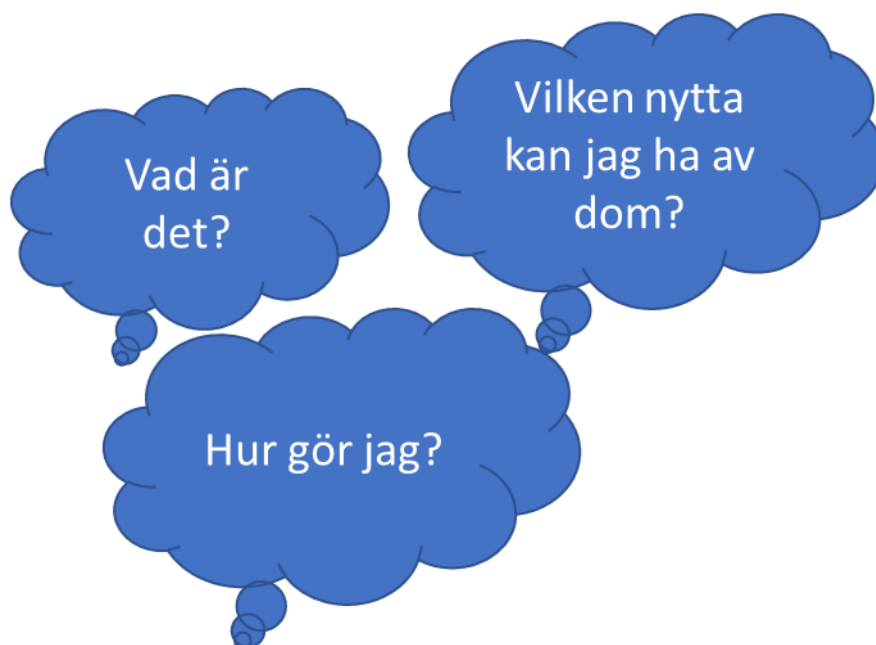 Vad är
det?
Vilken nytta
kan jag ha av
dom?
Hur gör jag?